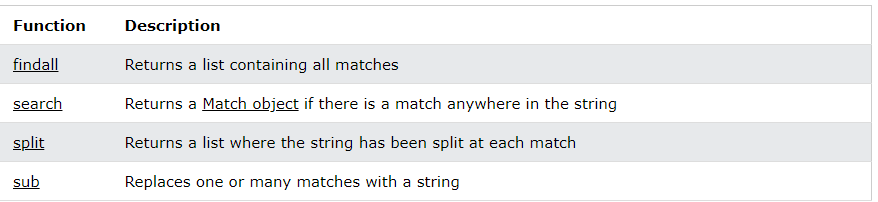 Function Description
findall Returns a list containing all matches
search Returns a Match object if there is a match anywhere in the string
split Returns a list where the string has been split at each match
sub Replaces one or many matches with a string